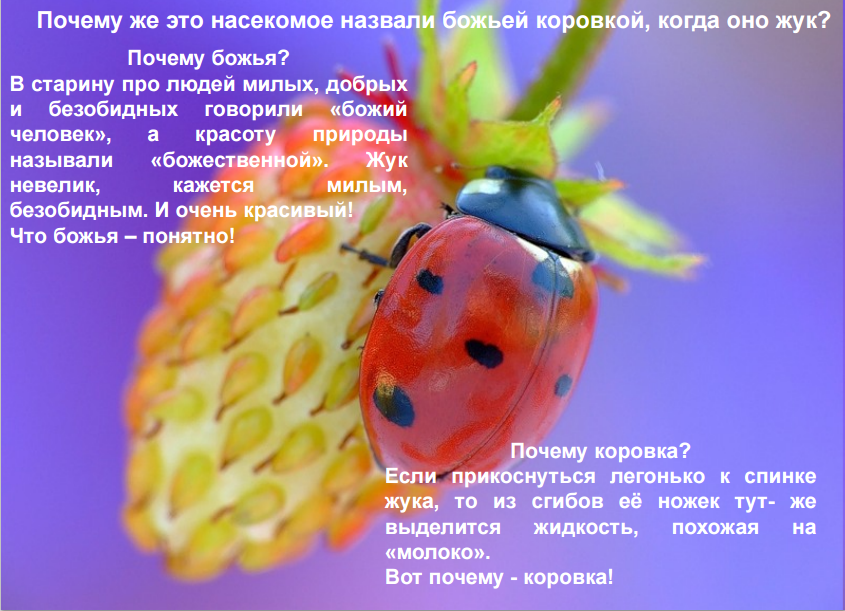 Почему же это насекомое назвали божьей коровкой, когда оно жук?
Почему божья?
В старину про людей милых, добрых
и безобидных говорили «божий
человек», а красоту природы
называли «божественной». Жук
невелик, кажется милым,
безобидным. И очень красивый!
Что божья – понятно!
Почему коровка?
Если прикоснуться легонько к спинке
жука, то из сгибов её ножек тут- же
выделится жидкость, похожая на
«молоко».
Вот почему - коровка!